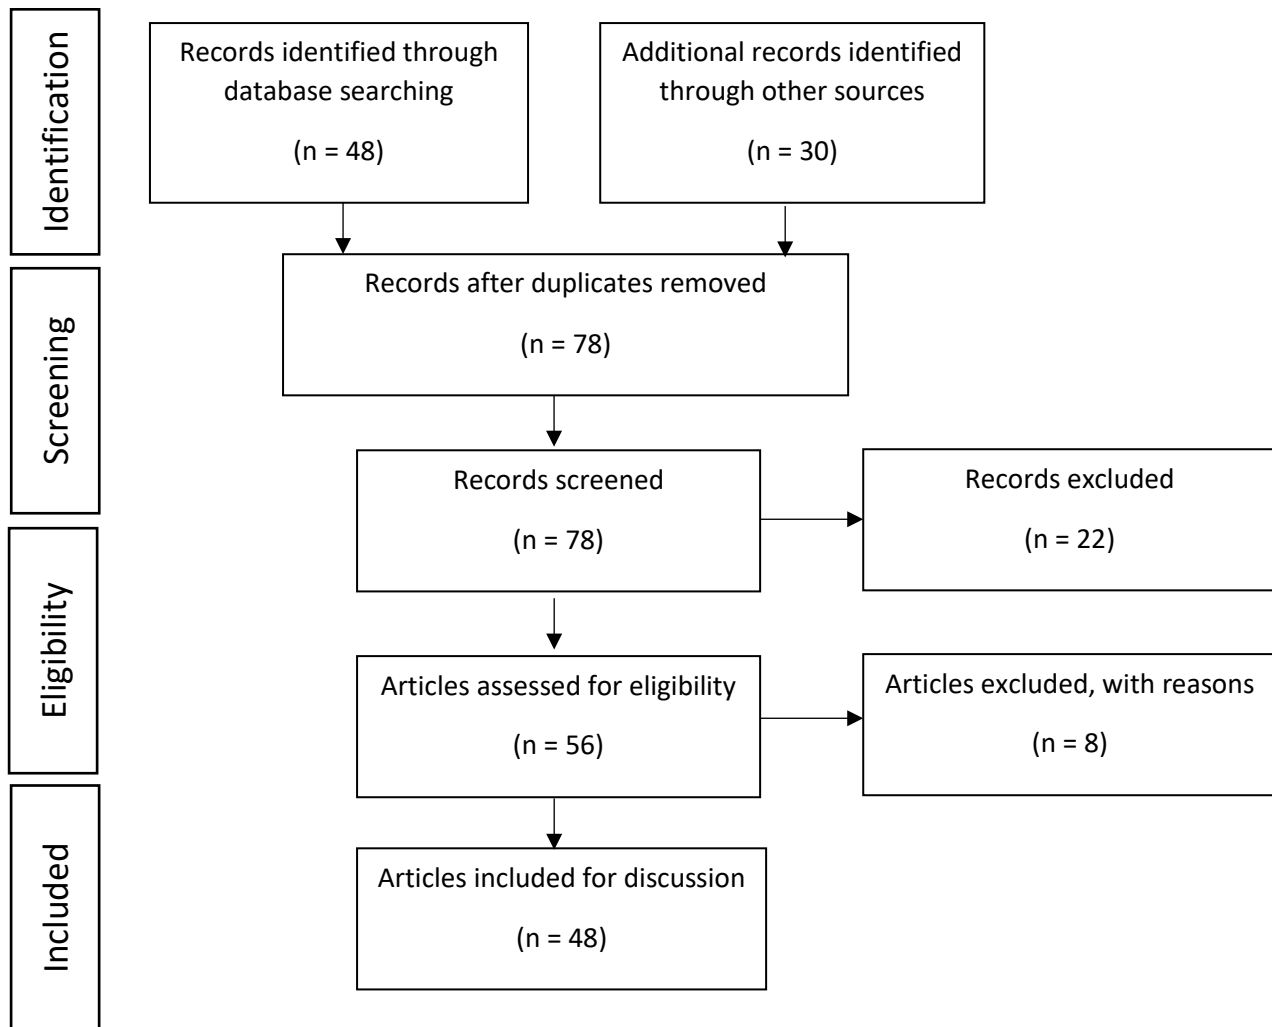 Identification
Records identified through
database searching
(n = 48)
Additional records identified
through other sources
(n = 30)
Screening
Records after duplicates removed
(n = 78)
Records screened
(n = 78)
Records excluded
(n = 22)
Eligibility
Articles assessed for eligibility
(n = 56)
Articles excluded, with reasons
(n = 8)
Included
Articles included for discussion
(n = 48)